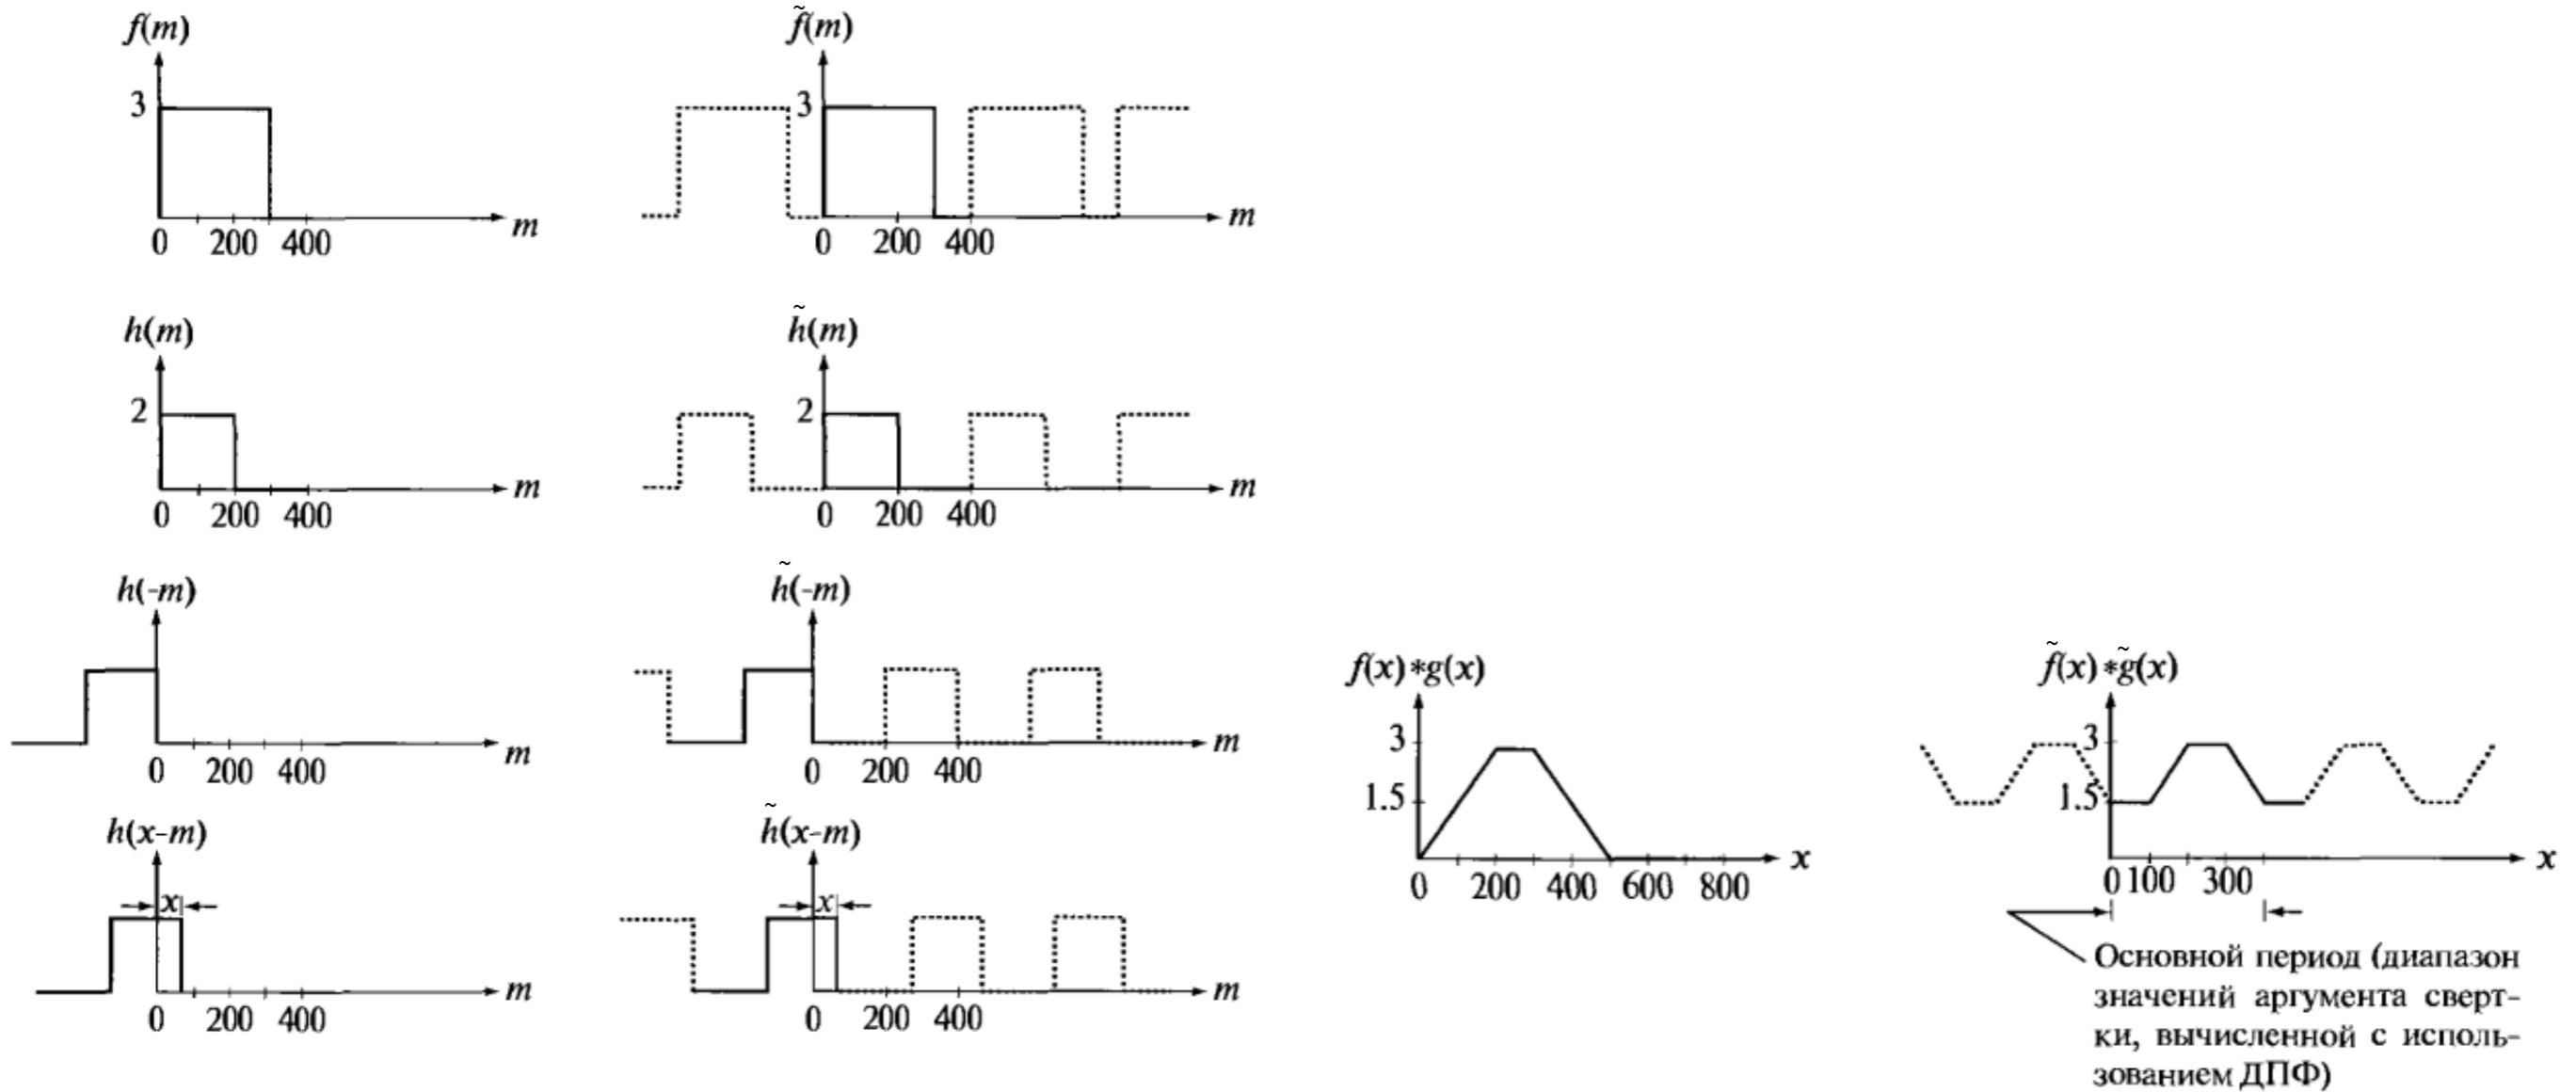 f(m)
3
0 200 400 m
f̃(m)
3
0 200 400 m
h(m)
2
0 200 400 m
h̃(m)
2
0 200 400 m
h(-m)
0 200 400 m
h̃(-m)
0 200 400 m
h(x-m)
x
0 200 400 m
h̃(x-m)
x
0 200 400 m
f(x)*g(x)
3
1.5
0 200 400 600 800 x
f̃(x)*g̃(x)
3
1.5
0 100 300 x
Основной период (диапазон
значений аргумента сверт-
ки, вычисленной с исполь-
зованием ДПФ)